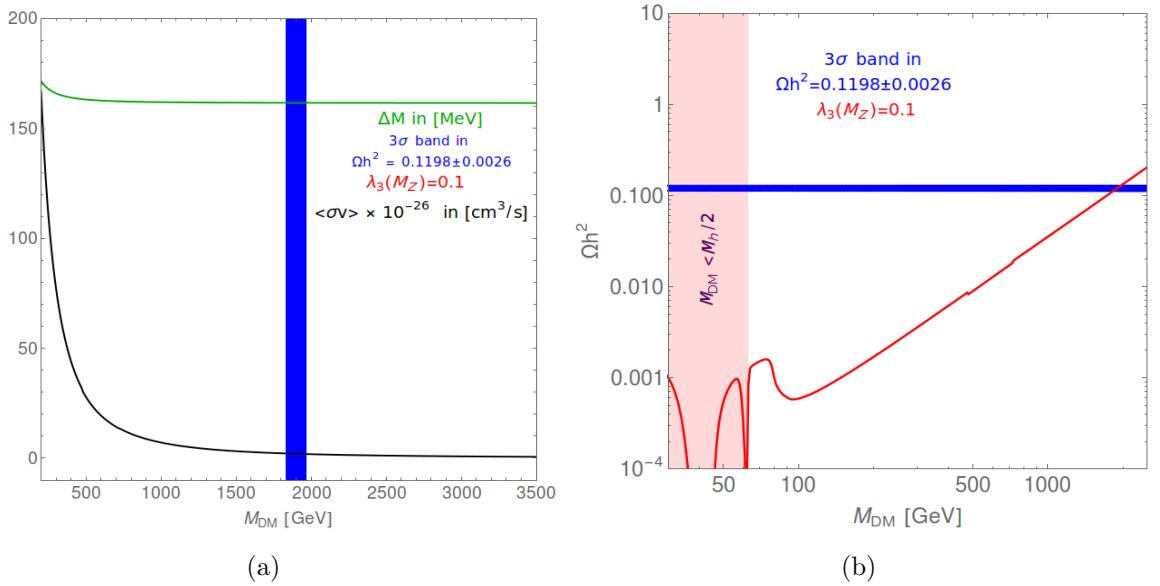 200
150
100
50
0
ΔM in [MeV]
3σ band in
Ωh² = 0.1198±0.0026
λ₃(M_Z)=0.1
<σv> × 10⁻²⁶ in [cm³/s]
500 1000 1500 2000 2500 3000 3500
M_DM [GeV]
(a)
10
1
0.100
0.010
0.001
10⁻⁴
Ωh²
3σ band in
Ωh²=0.1198±0.0026
λ₃(M_Z)=0.1
M_DM < M_h/2
50 100 500 1000
M_DM [GeV]
(b)